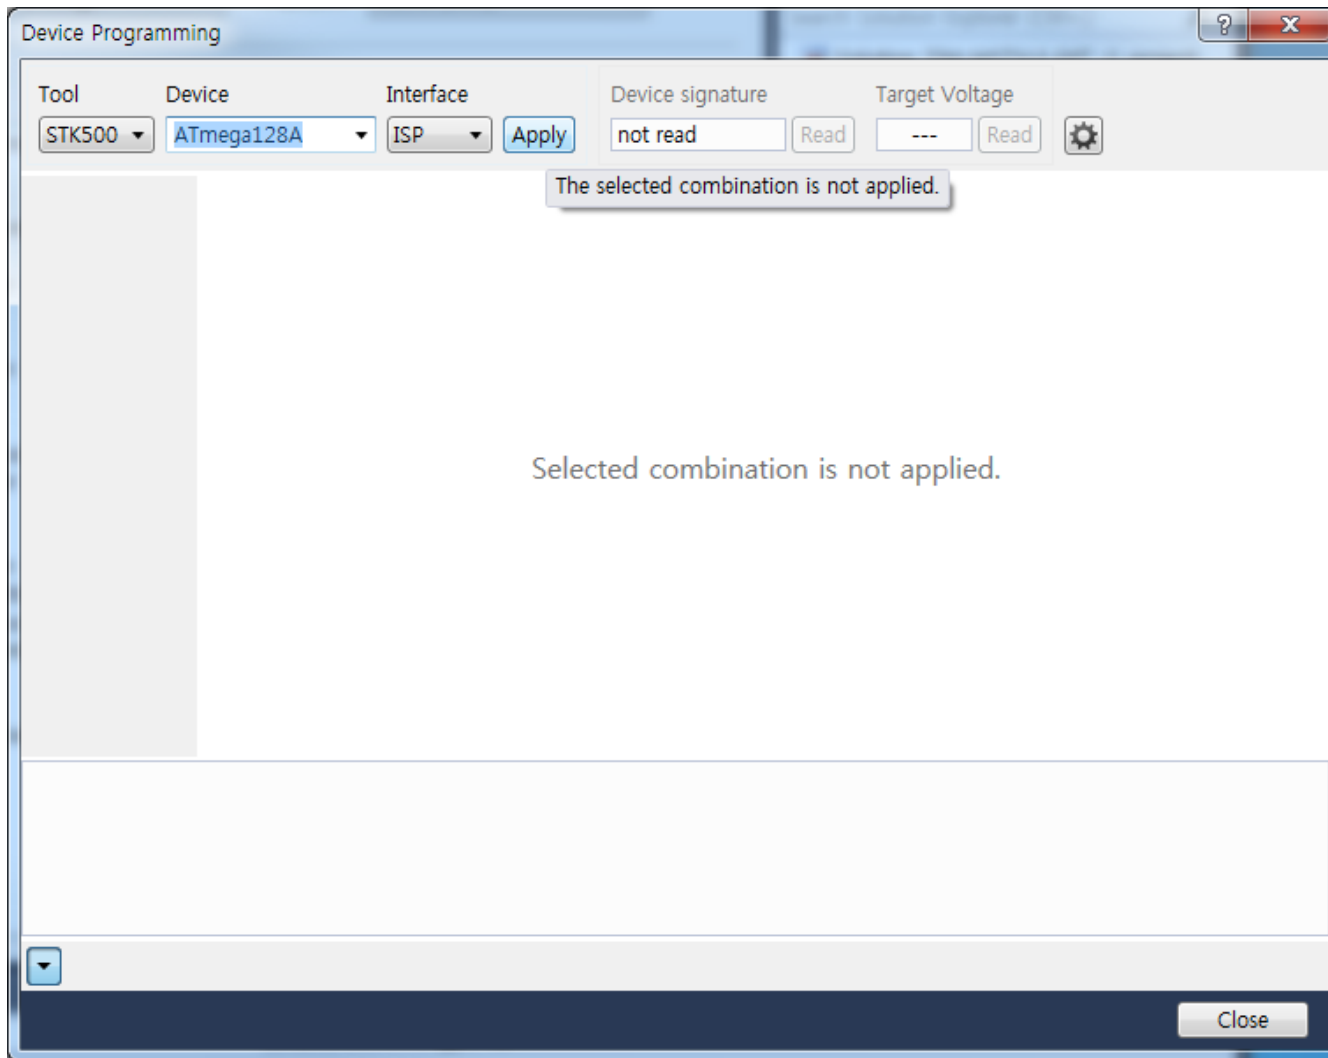 Device Programming
Tool Device Interface Device signature Target Voltage
STK500 ATmega128A ISP Apply not read Read --- Read
The selected combination is not applied.
Selected combination is not applied.
Close